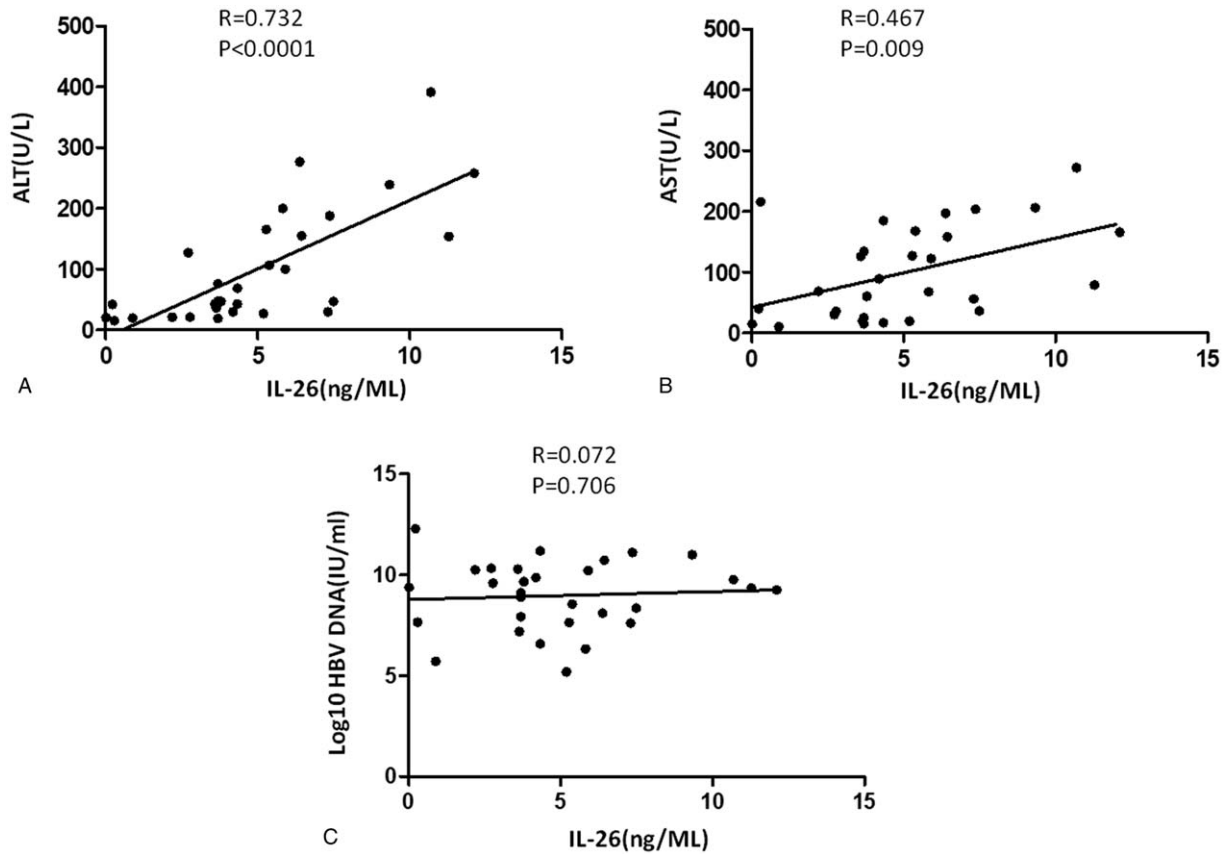 R=0.732
P<0.0001
500
400
300
200
100
0
ALT(U/L)
0 5 10 15
IL-26(ng/ML)
A
R=0.467
P=0.009
500
400
300
200
100
0
AST(U/L)
0 5 10 15
IL-26(ng/ML)
B
R=0.072
P=0.706
15
10
5
0
Log10 HBV DNA(IU/ml)
0 5 10 15
IL-26(ng/ML)
C